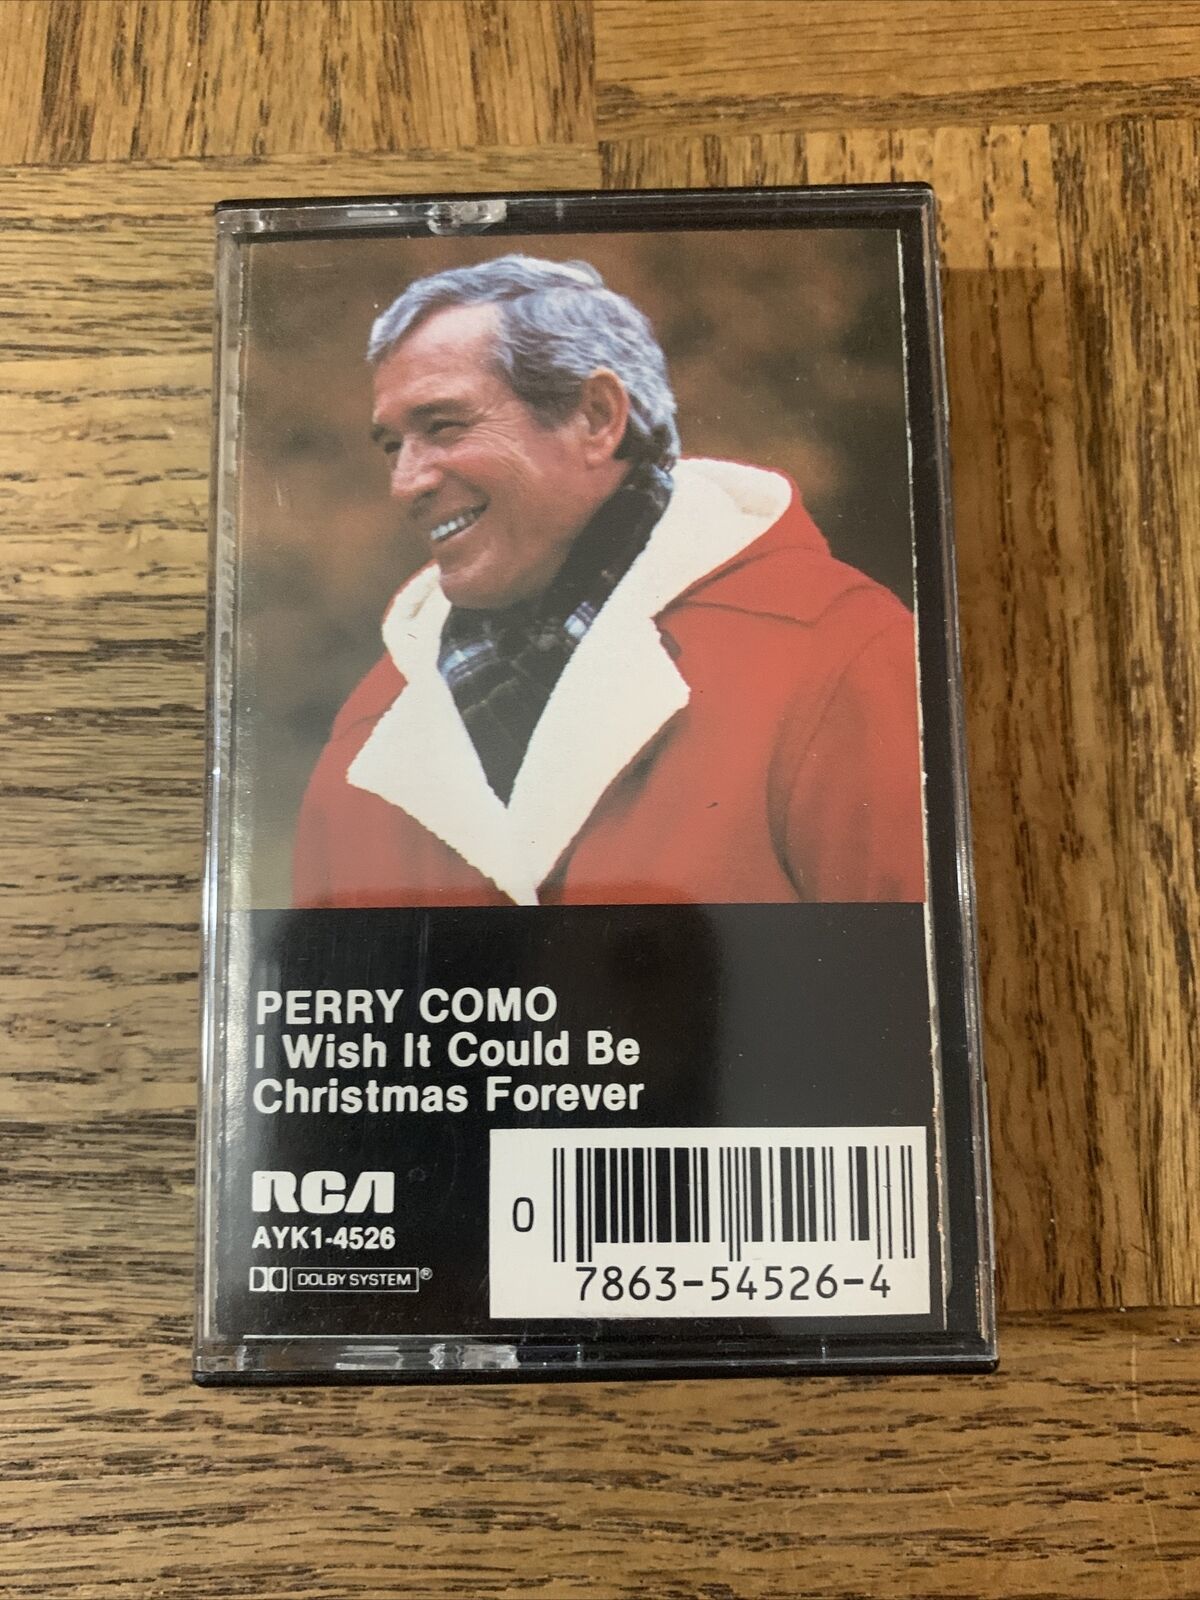 PERRY COMO
I Wish It Could Be
Christmas Forever
RCA
AYK1-4526
DOLBY SYSTEM®
0
7863-54526-4